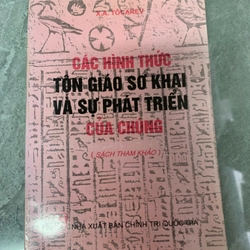 X.A. TÔCAREV
CÁC HÌNH THỨC
TÔN GIÁO SƠ KHAI
VÀ SỰ PHÁT TRIỂN
CỦA CHÚNG
( SÁCH THAM KHẢO )
NHÀ XUẤT BẢN CHÍNH TRỊ QUỐC GIA